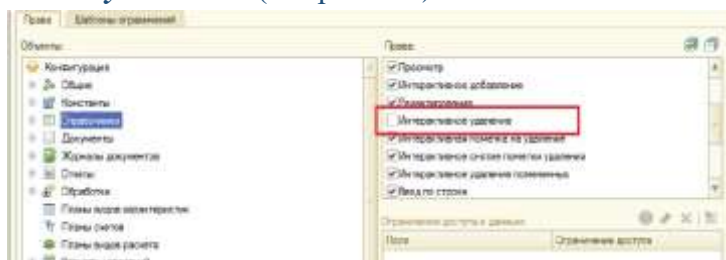 Права Шаблоны ограничений
Объекты: Права:
Конфигурация
Общие
Константы
Справочники
Документы
Журналы документов
Отчеты
Обработки
Планы видов характеристик
Планы счетов
Планы видов расчета
Просмотр
Интерактивное добавление
Редактирование
Интерактивное удаление
Интерактивная пометка на удаление
Интерактивное снятие пометки удаления
Интерактивное удаление помеченных
Ввод по строке
Ограничения доступа к данным:
Поля Ограничение доступа